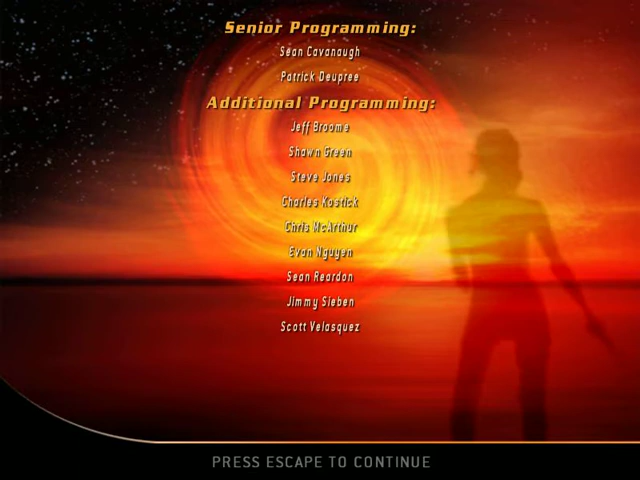 Senior Programming:
Sean Cavanaugh
Patrick Deupree
Additional Programming:
Jeff Broome
Shawn Green
Steve Jones
Charles Kostick
Chris McArthur
Evan Nguyen
Sean Reardon
Jimmy Sieben
Scott Velasquez
PRESS ESCAPE TO CONTINUE